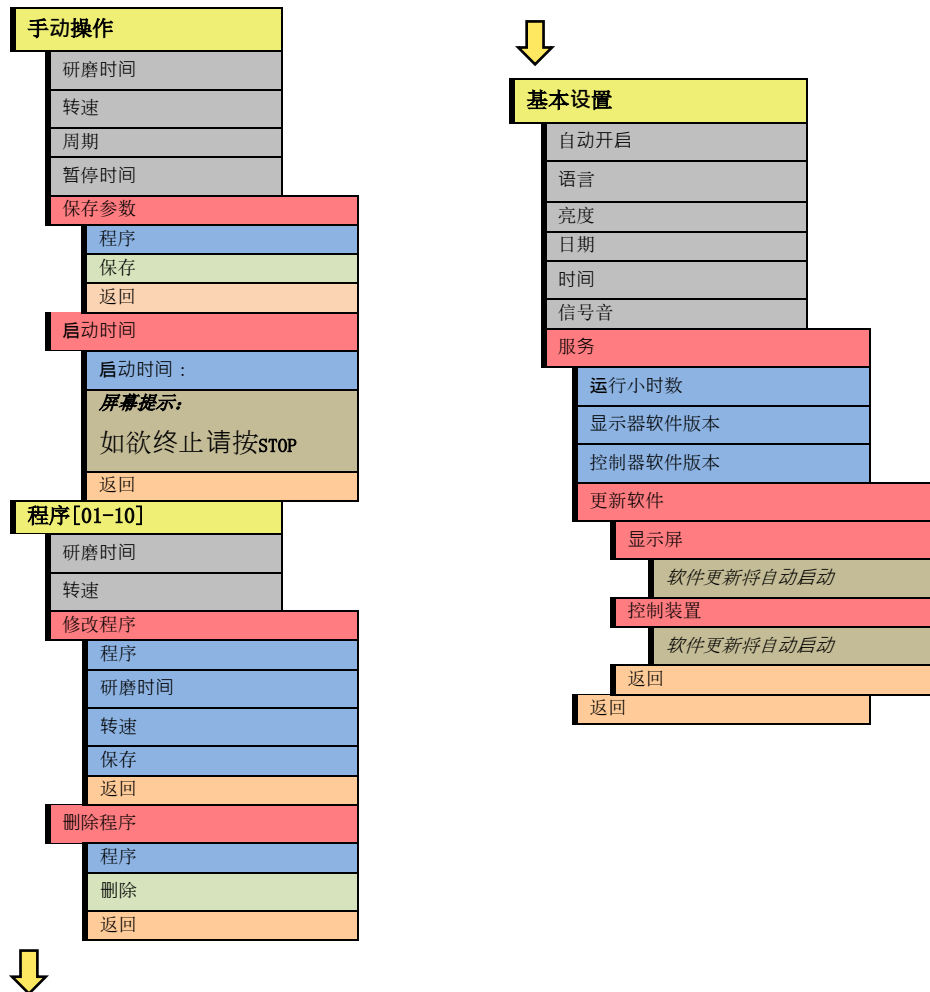 手动操作
研磨时间
转速
周期
暂停时间
保存参数
程序
保存
返回
启动时间
启动时间：
屏幕提示：
如欲终止请按STOP
返回
程序[01-10]
研磨时间
转速
修改程序
程序
研磨时间
转速
保存
返回
删除程序
程序
删除
返回
基本设置
自动开启
语言
亮度
日期
时间
信号音
服务
运行小时数
显示器软件版本
控制器软件版本
更新软件
显示屏
软件更新将自动启动
控制装置
软件更新将自动启动
返回
返回